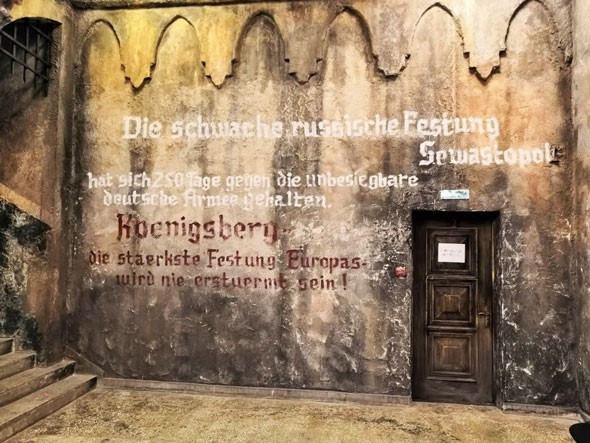 Die schwache russische Festung
Sewastopol
hat sich 250 Tage gegen die unbesiegbare
deutsche Armee gehalten.
Koenigsberg-
die staerkste Festung Europas-
wird nie erstuermt sein!